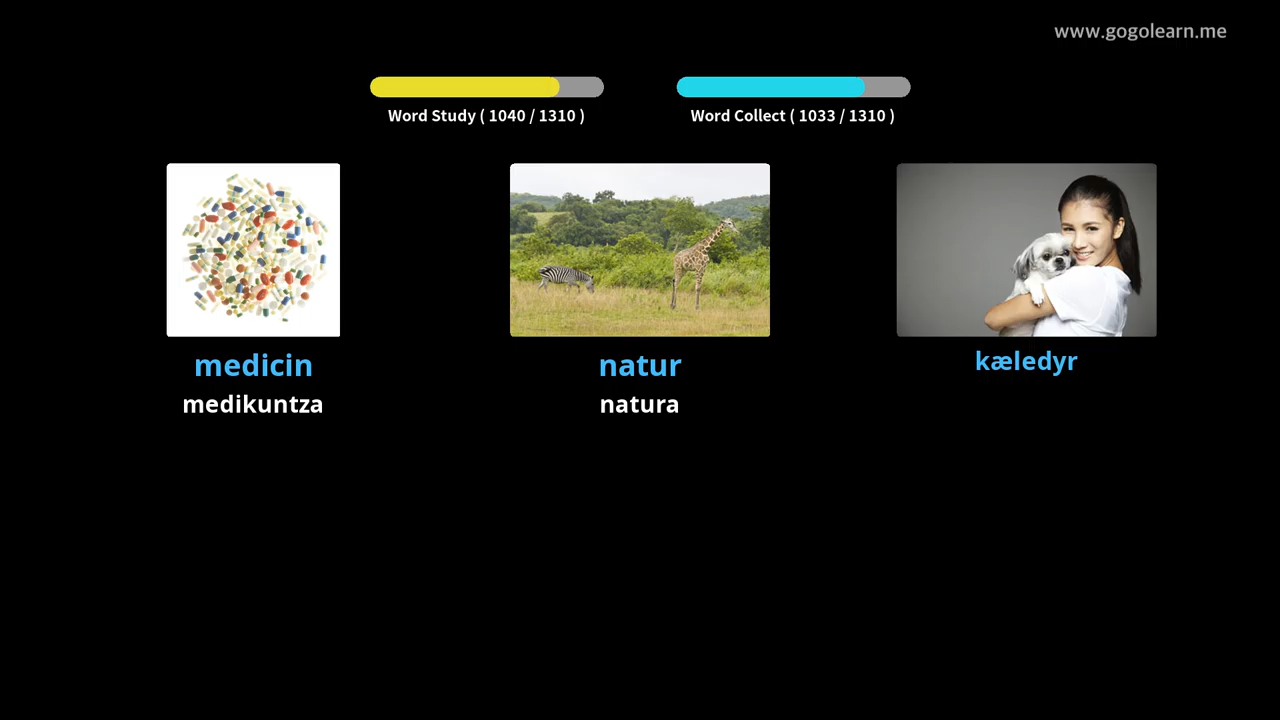 www.gogolearn.me
Word Study ( 1040 / 1310 )
Word Collect ( 1033 / 1310 )
medicin
medikuntza
natur
natura
kæledyr